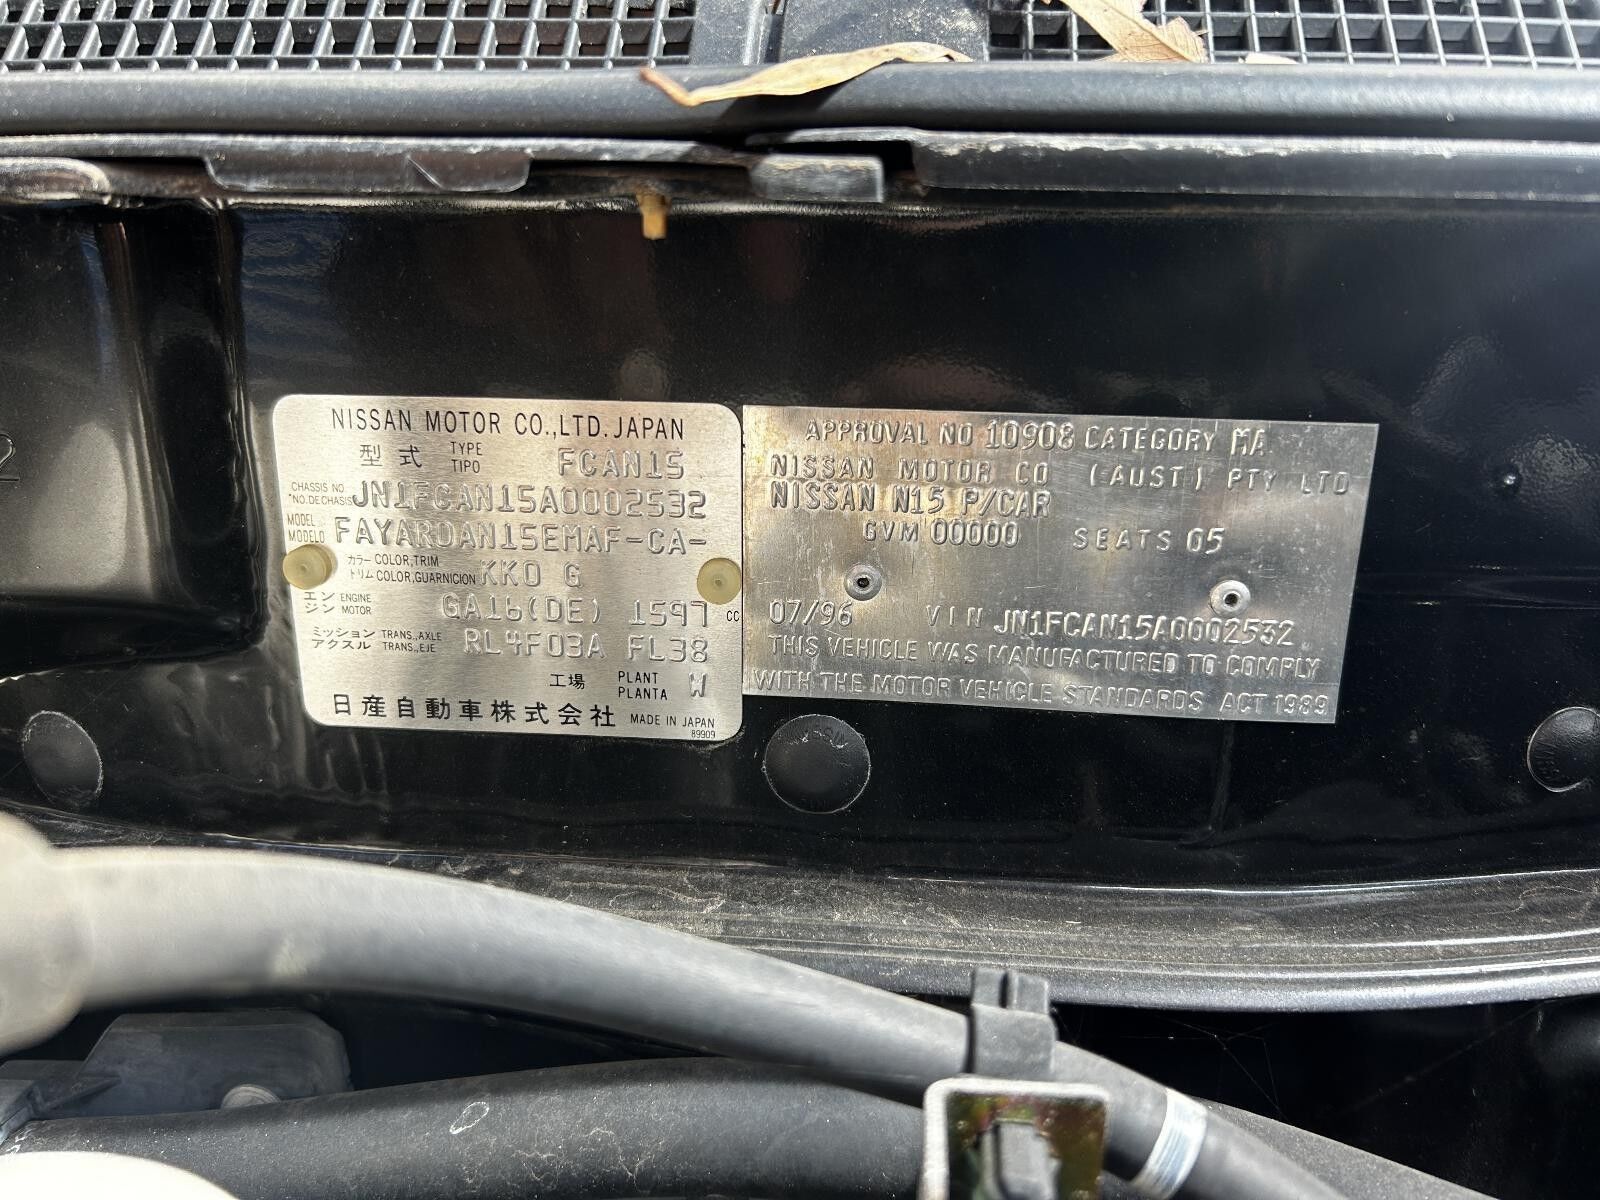 NISSAN MOTOR CO.,LTD. JAPAN
型式 TYPE TIPO FCAN15
CHASSIS NO. *NO. DE CHASIS JN1FCAN15A0002532
MODEL MODELO FAYARDAN15EMAF-CA-
カラー トリム COLOR,TRIM COLOR,GUARNICION KK0 G
エンジン ENGINE MOTOR GA16(DE) 1597 CC
ミッション アクスル TRANS.,AXLE TRANS.,EJE RL4F03A FL38
工場 PLANT PLANTA W
日産自動車株式会社 MADE IN JAPAN
89909
APPROVAL NO 10908 CATEGORY MA
NISSAN MOTOR CO (AUST) PTY LTD
NISSAN N15 P/CAR
GVM 00000 SEATS 05
07/96 VIN JN1FCAN15A0002532
THIS VEHICLE WAS MANUFACTURED TO COMPLY
WITH THE MOTOR VEHICLE STANDARDS ACT 1989
2
NISSAN